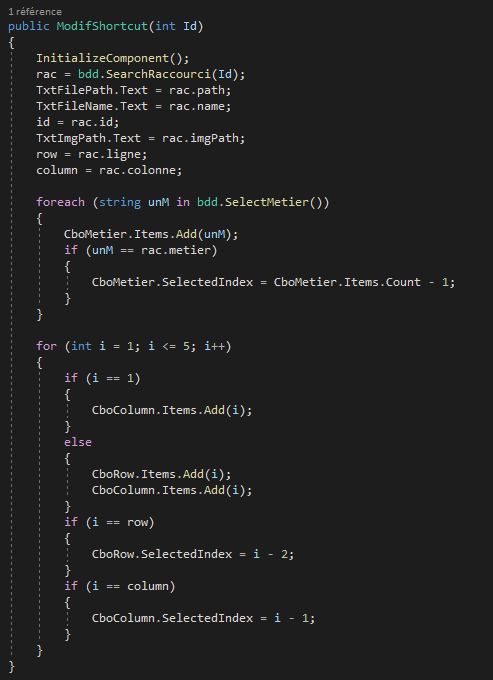 1 référence
public ModifShortcut(int Id)
{
InitializeComponent();
rac = bdd.SearchRaccourci(Id);
TxtFilePath.Text = rac.path;
TxtFileName.Text = rac.name;
id = rac.id;
TxtImgPath.Text = rac.imgPath;
row = rac.ligne;
column = rac.colonne;
foreach (string unM in bdd.SelectMetier())
{
CboMetier.Items.Add(unM);
if (unM == rac.metier)
{
CboMetier.SelectedIndex = CboMetier.Items.Count - 1;
}
}
for (int i = 1; i <= 5; i++)
{
if (i == 1)
{
CboColumn.Items.Add(i);
}
else
{
CboRow.Items.Add(i);
CboColumn.Items.Add(i);
}
if (i == row)
{
CboRow.SelectedIndex = i - 2;
}
if (i == column)
{
CboColumn.SelectedIndex = i - 1;
}
}
}